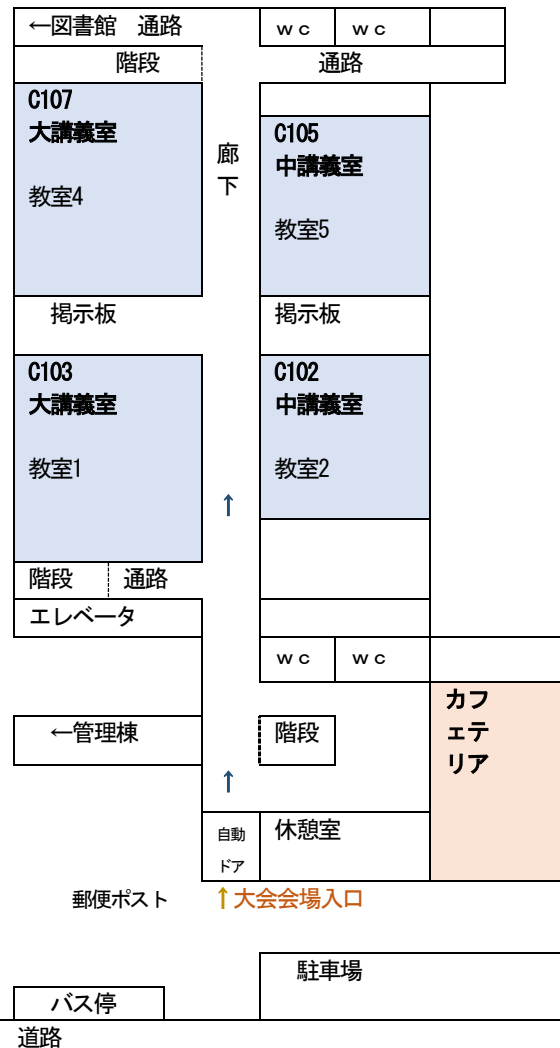 ←図書館　通路
ｗｃ
ｗｃ
階段
通路
C107
大講義室
教室4
廊
下
C105
中講義室
教室5
掲示板
掲示板
C103
大講義室
教室1
C102
中講義室
教室2
↑
階段
通路
エレベータ
ｗｃ
ｗｃ
カフ
ェテ
リア
←管理棟
階段
↑
自動
ドア
休憩室
郵便ポスト
↑大会会場入口
駐車場
バス停
道路